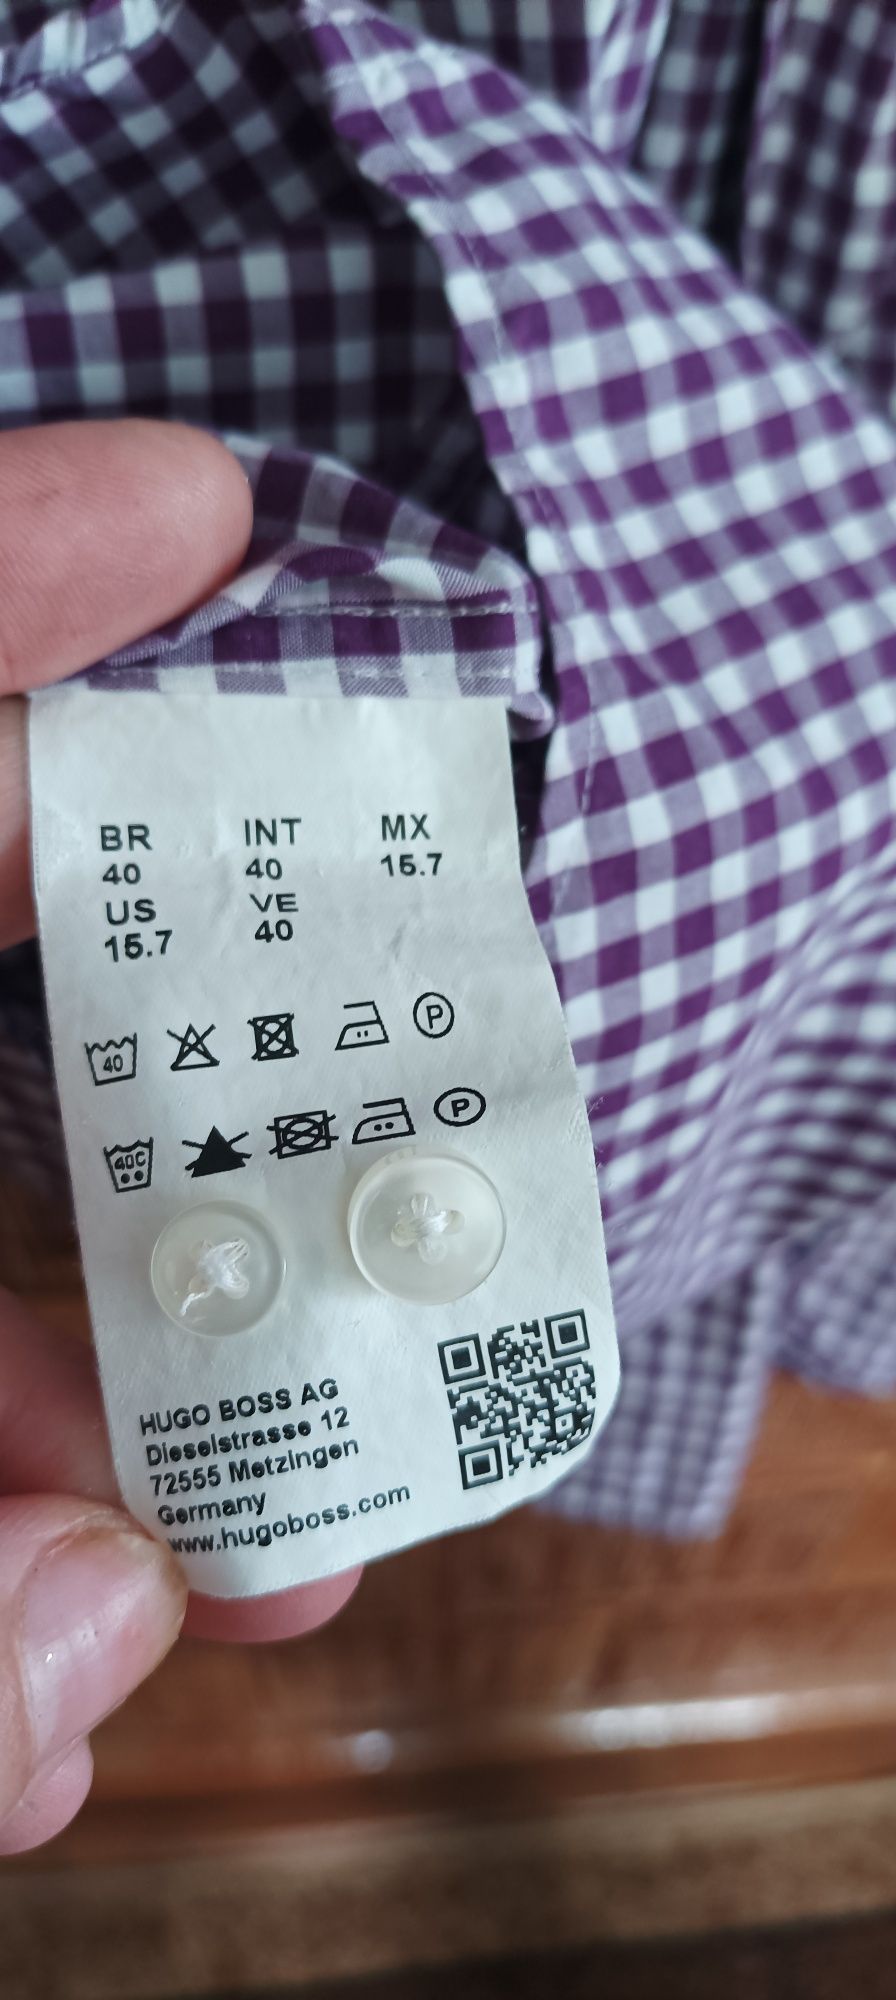 BR INT MX
40 40 15.7
US VE
15.7 40
40 P
40C P
HUGO BOSS AG
Dieselstrasse 12
72555 Metzingen
Germany
www.hugoboss.com